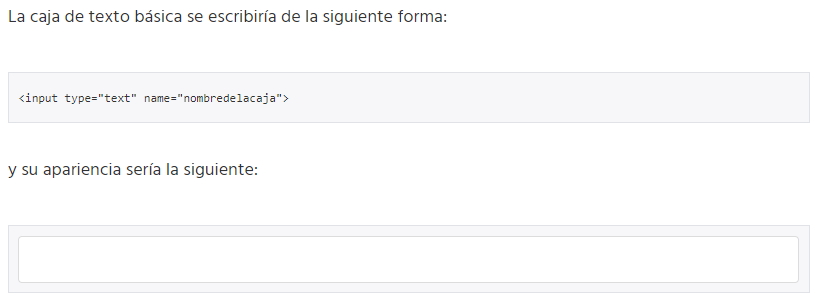 La caja de texto básica se escribiría de la siguiente forma:
<input type="text" name="nombredelacaja">
y su apariencia sería la siguiente: